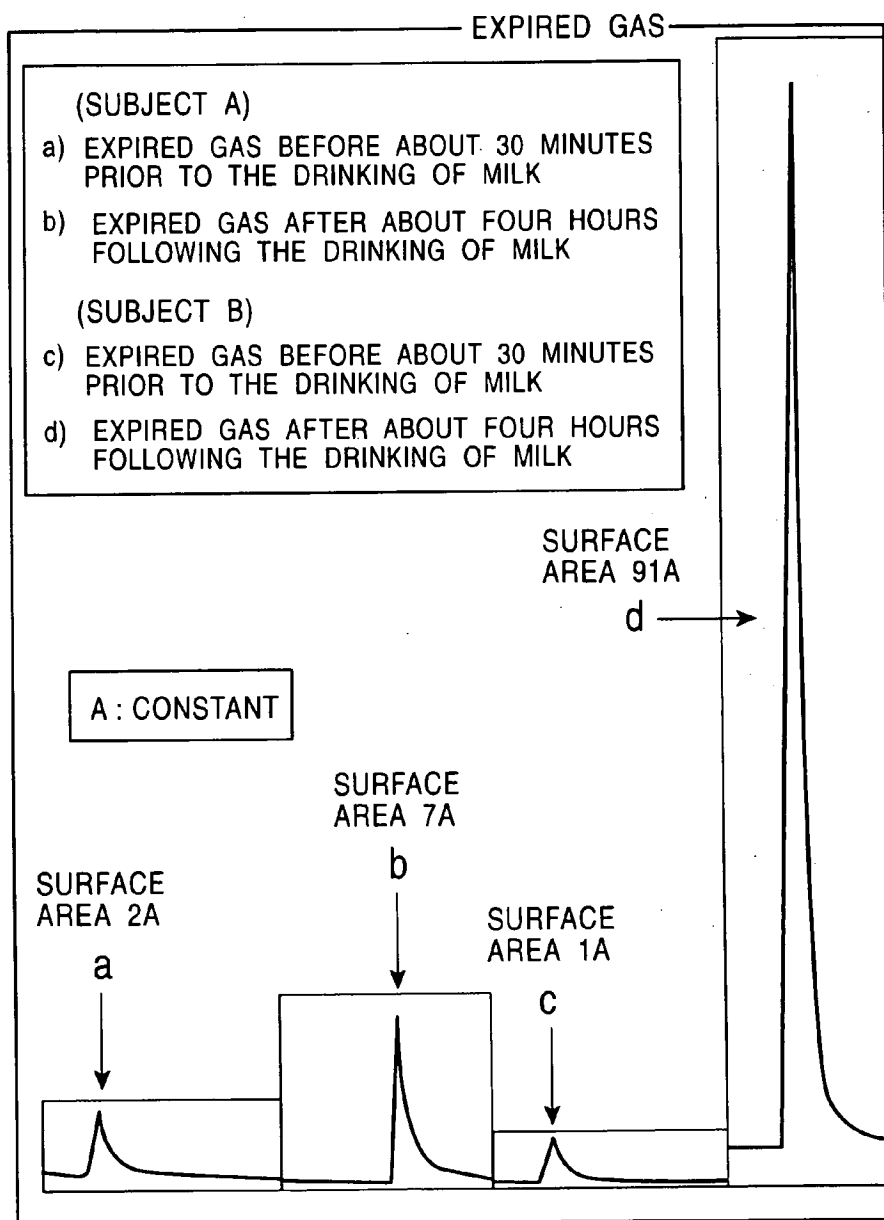 EXPIRED GAS
(SUBJECT A)
a) EXPIRED GAS BEFORE ABOUT 30 MINUTES
PRIOR TO THE DRINKING OF MILK
b) EXPIRED GAS AFTER ABOUT FOUR HOURS
FOLLOWING THE DRINKING OF MILK
(SUBJECT B)
c) EXPIRED GAS BEFORE ABOUT 30 MINUTES
PRIOR TO THE DRINKING OF MILK
d) EXPIRED GAS AFTER ABOUT FOUR HOURS
FOLLOWING THE DRINKING OF MILK
SURFACE
AREA 91A
d
A : CONSTANT
SURFACE
AREA 7A
b
SURFACE
AREA 2A
a
SURFACE
AREA 1A
c